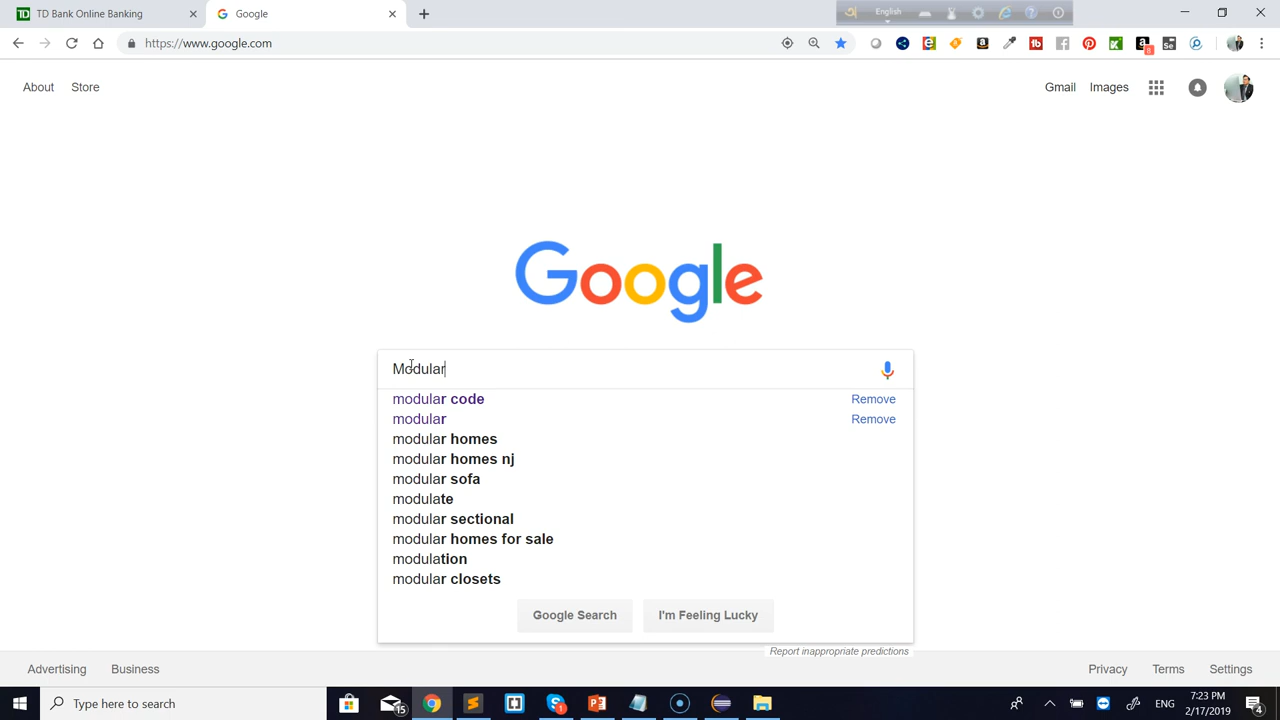 TD Bank Online Banking
Google
English
https://www.google.com
About
Store
Gmail
Images
Google
Modular
modular code
Remove
modular
Remove
modular homes
modular homes nj
modular sofa
modulate
modular sectional
modular homes for sale
modulation
modular closets
Google Search
I'm Feeling Lucky
Report inappropriate predictions
Advertising
Business
Privacy
Terms
Settings
Type here to search
15
ENG
7:23 PM
2/17/2019
4